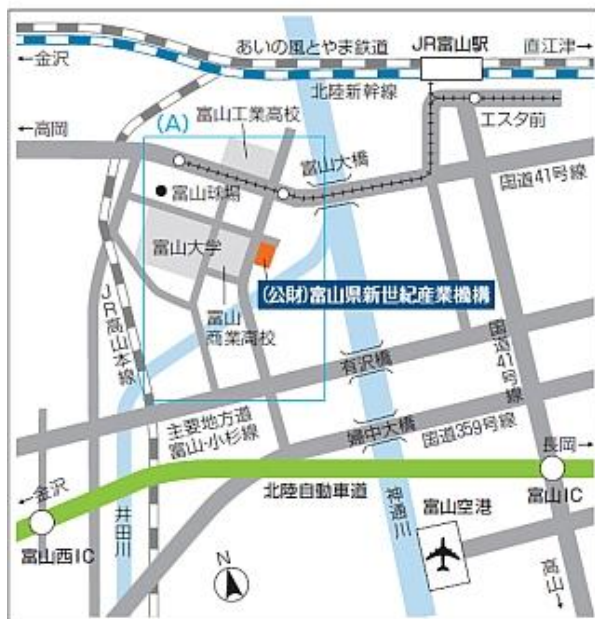 あいの風とやま鉄道
JR富山駅
直江津→
←金沢
北陸新幹線
(A)
富山工業高校
エスタ前
←高岡
富山大橋
国道41号線
富山球場
富山大学
(公財)富山県新世紀産業機構
富山
商業高校
JR高山本線
国道41号線
有沢橋
主要地方道
富山・小杉線
婦中大橋
国道359号線
長岡→
←金沢
北陸自動車道
富山IC
井田川
神通川
富山空港
富山西IC
N
高山→